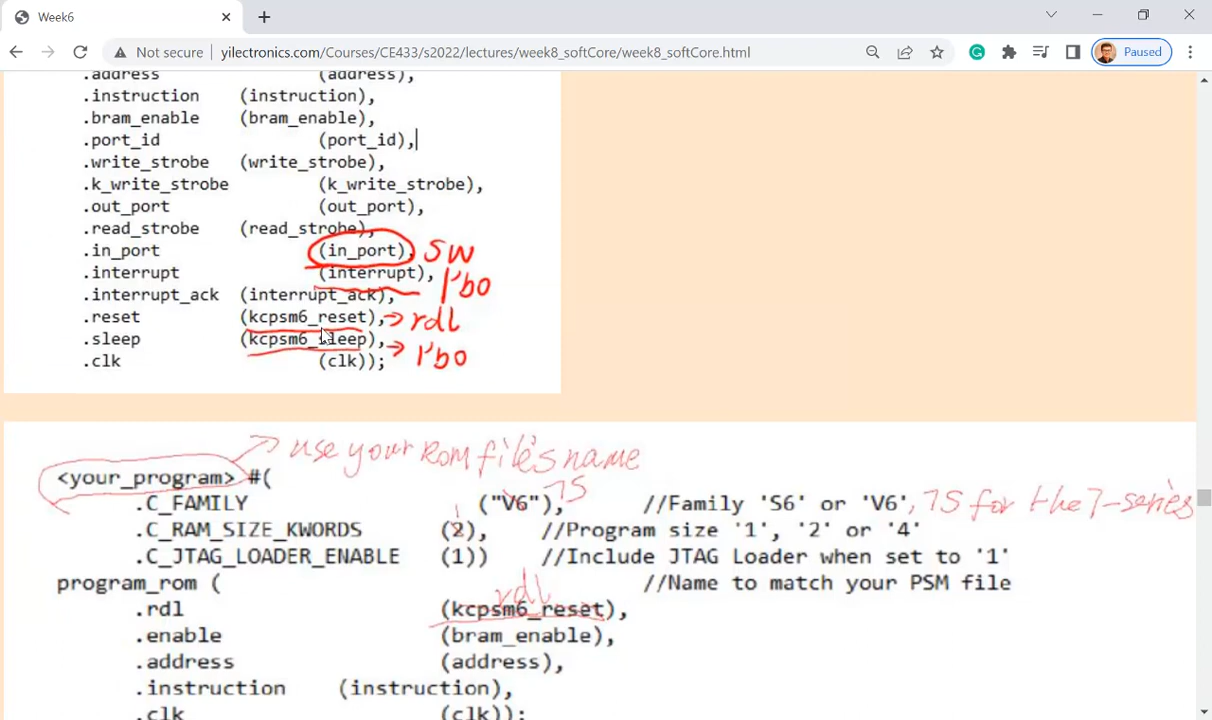 Week6
Not secure yilectronics.com/Courses/CE433/s2022/lectures/week8_softCore/week8_softCore.html Paused
.address (address),
.instruction (instruction),
.bram_enable (bram_enable),
.port_id (port_id),
.write_strobe (write_strobe),
.k_write_strobe (k_write_strobe),
.out_port (out_port),
.read_strobe (read_strobe),
.in_port (in_port), SW
.interrupt (interrupt), 1'b0
.interrupt_ack (interrupt_ack),
.reset (kcpsm6_reset), → rdl
.sleep (kcpsm6_sleep), → 1'b0
.clk (clk));
use your ROM file's name
<your_program> #(
7S
.C_FAMILY ("V6"), //Family 'S6' or 'V6', 7S for the 7-series
1
.C_RAM_SIZE_KWORDS (2), //Program size '1', '2' or '4'
.C_JTAG_LOADER_ENABLE (1)) //Include JTAG Loader when set to '1'
program_rom ( //Name to match your PSM file
rdl
.rdl (kcpsm6_reset),
.enable (bram_enable),
.address (address),
.instruction (instruction),
.clk (clk));